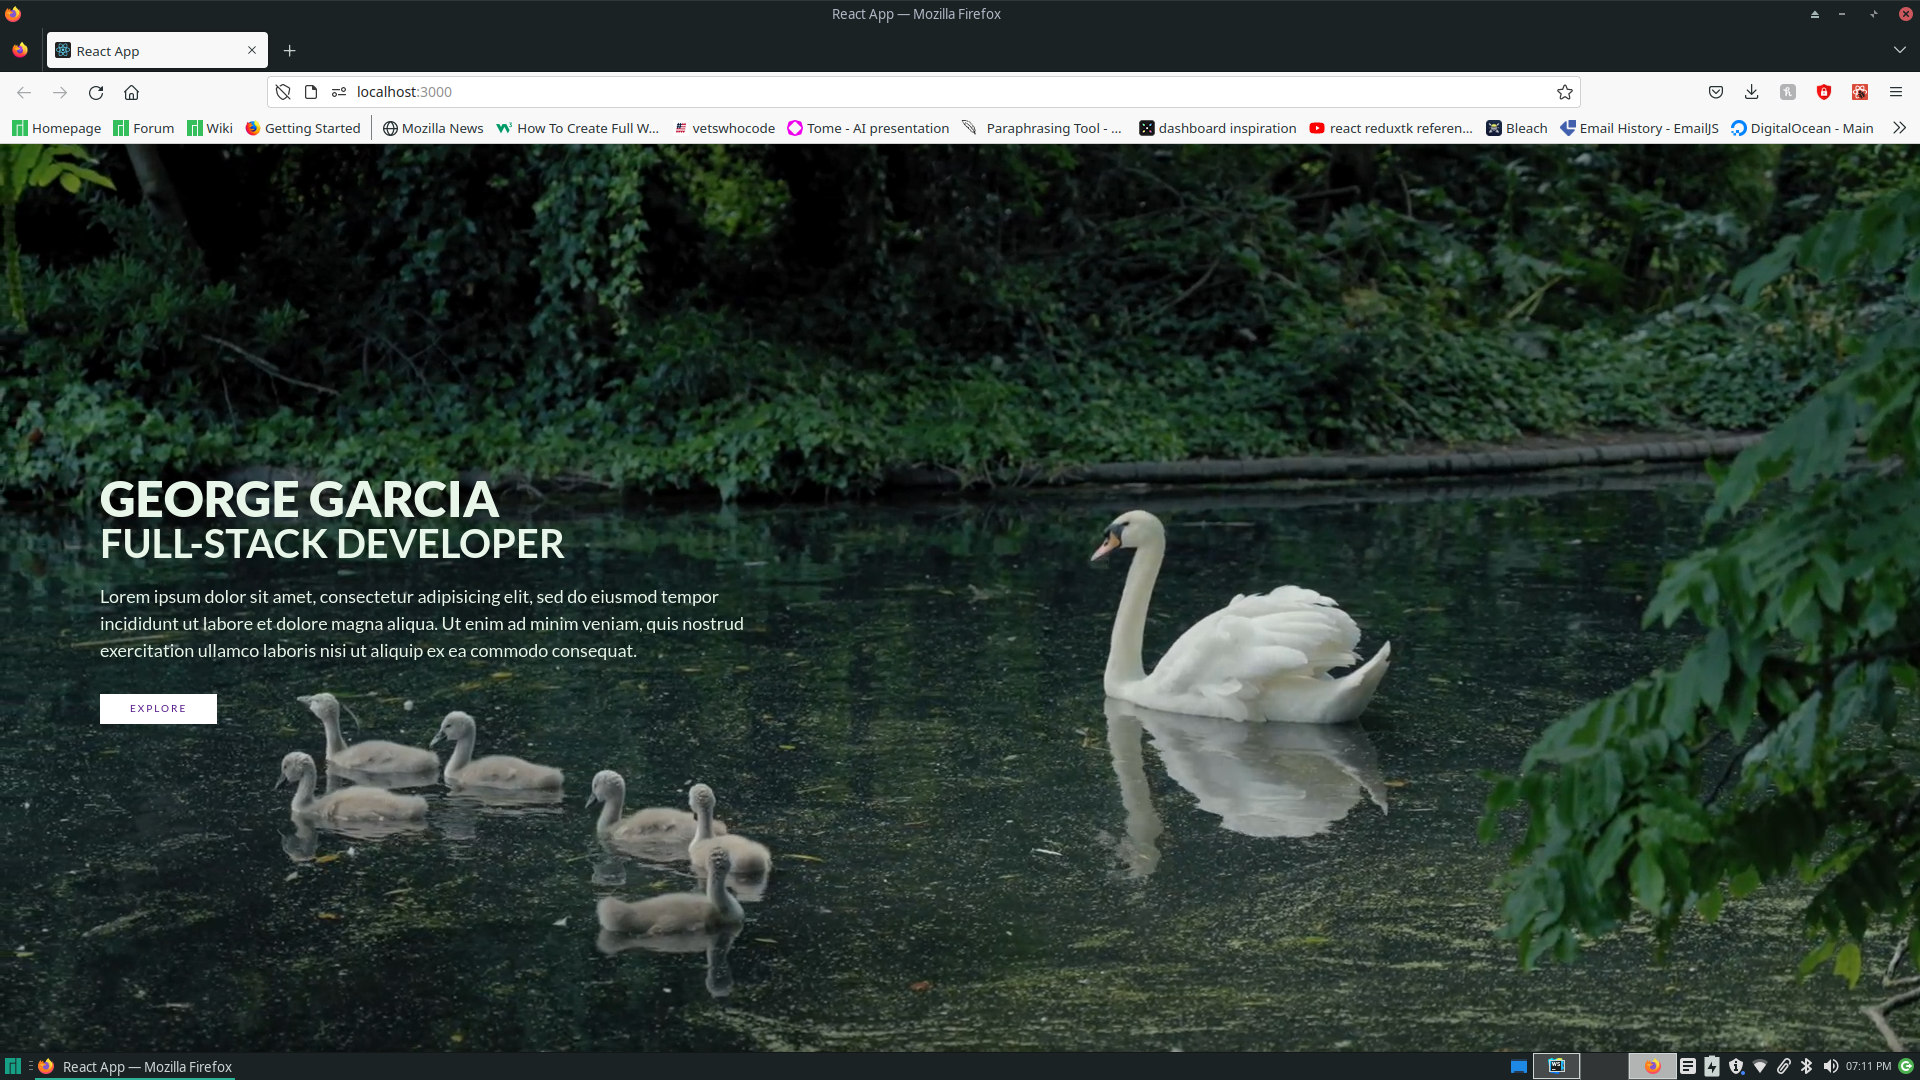 React App — Mozilla Firefox
React App
localhost:3000
Homepage Forum Wiki Getting Started Mozilla News How To Create Full W... vetswhocode Tome - AI presentation Paraphrasing Tool - ... dashboard inspiration react reduxtk referen... Bleach Email History - EmailJS DigitalOcean - Main
GEORGE GARCIA
FULL-STACK DEVELOPER
Lorem ipsum dolor sit amet, consectetur adipisicing elit, sed do eiusmod tempor
incididunt ut labore et dolore magna aliqua. Ut enim ad minim veniam, quis nostrud
exercitation ullamco laboris nisi ut aliquip ex ea commodo consequat.
EXPLORE
React App — Mozilla Firefox
07:11 PM